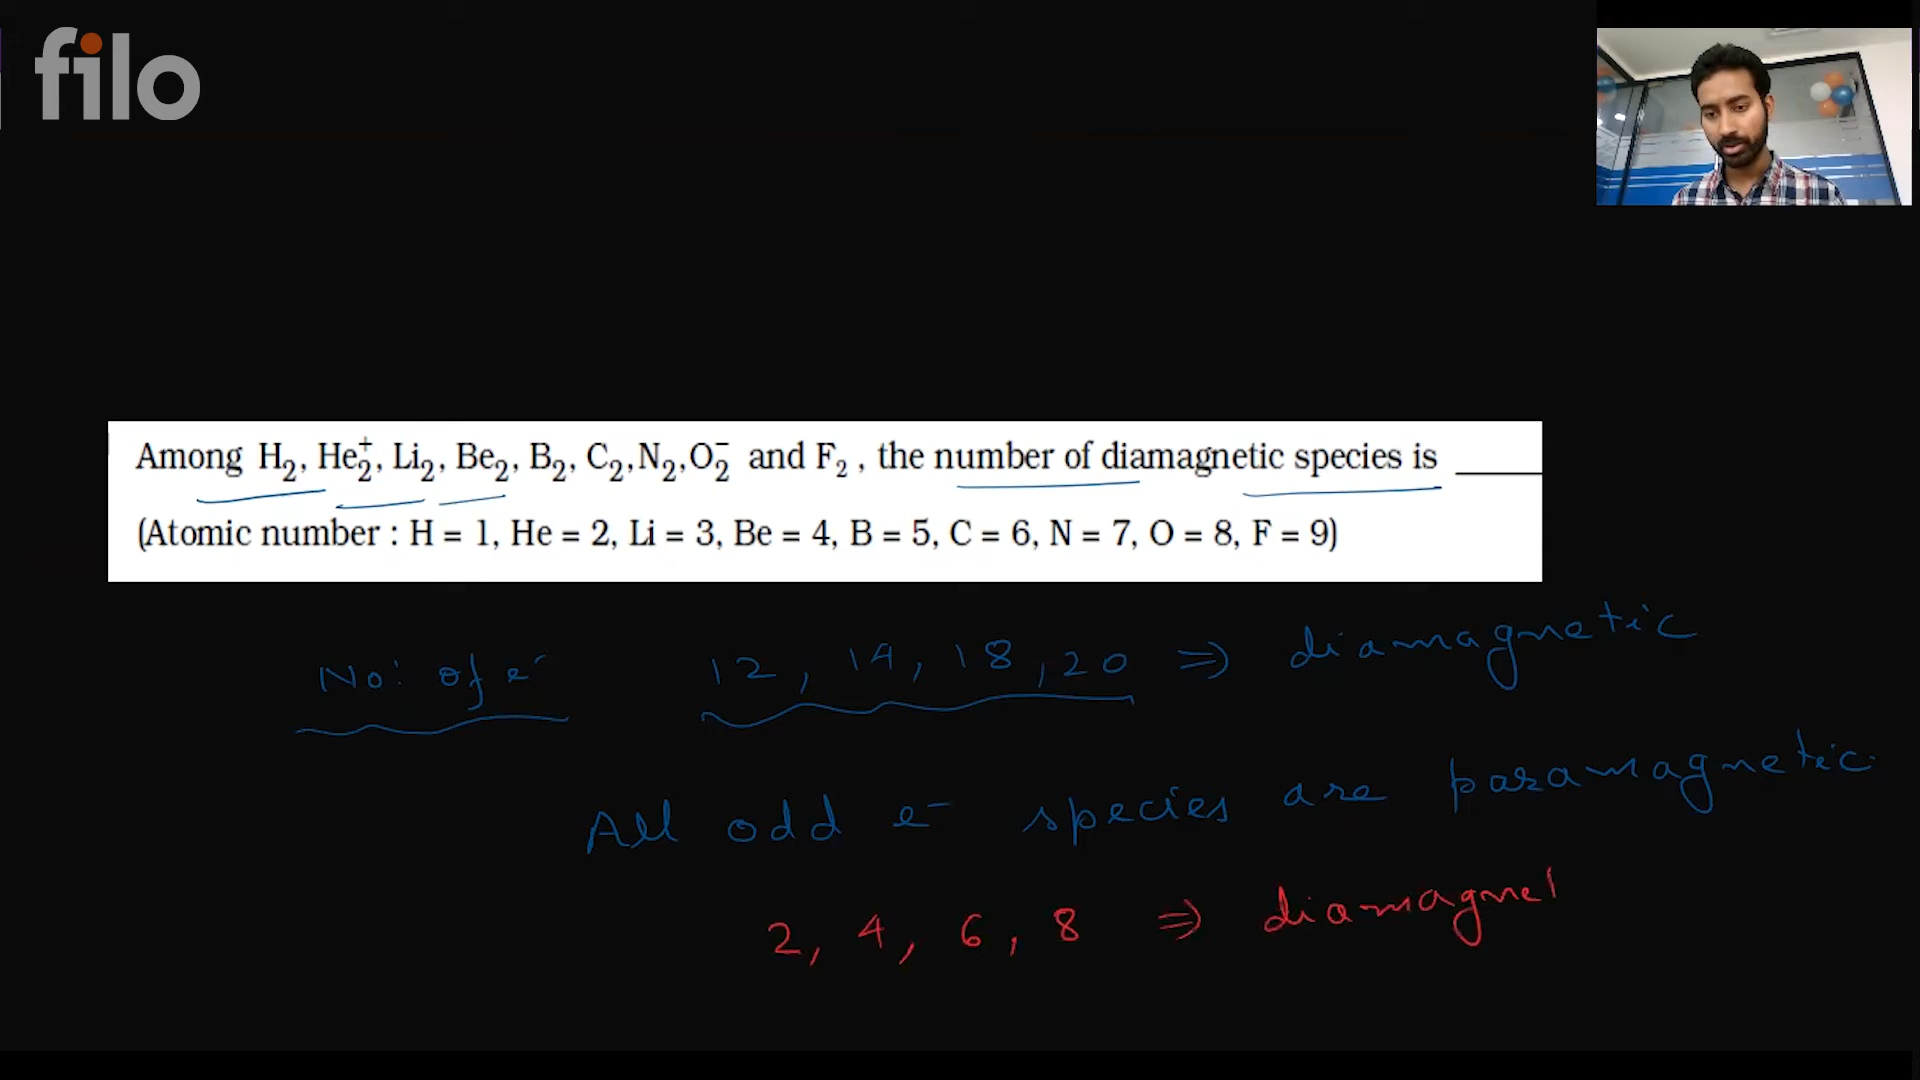 filo
Among H₂, He₂⁺, Li₂, Be₂, B₂, C₂, N₂, O₂⁻ and F₂ , the number of diamagnetic species is ______
(Atomic number : H = 1, He = 2, Li = 3, Be = 4, B = 5, C = 6, N = 7, O = 8, F = 9)
No: of e⁻ 12, 14, 18, 20 ⇒ diamagnetic
All odd e⁻ species are paramagnetic.
2, 4, 6, 8 ⇒ diamagnet